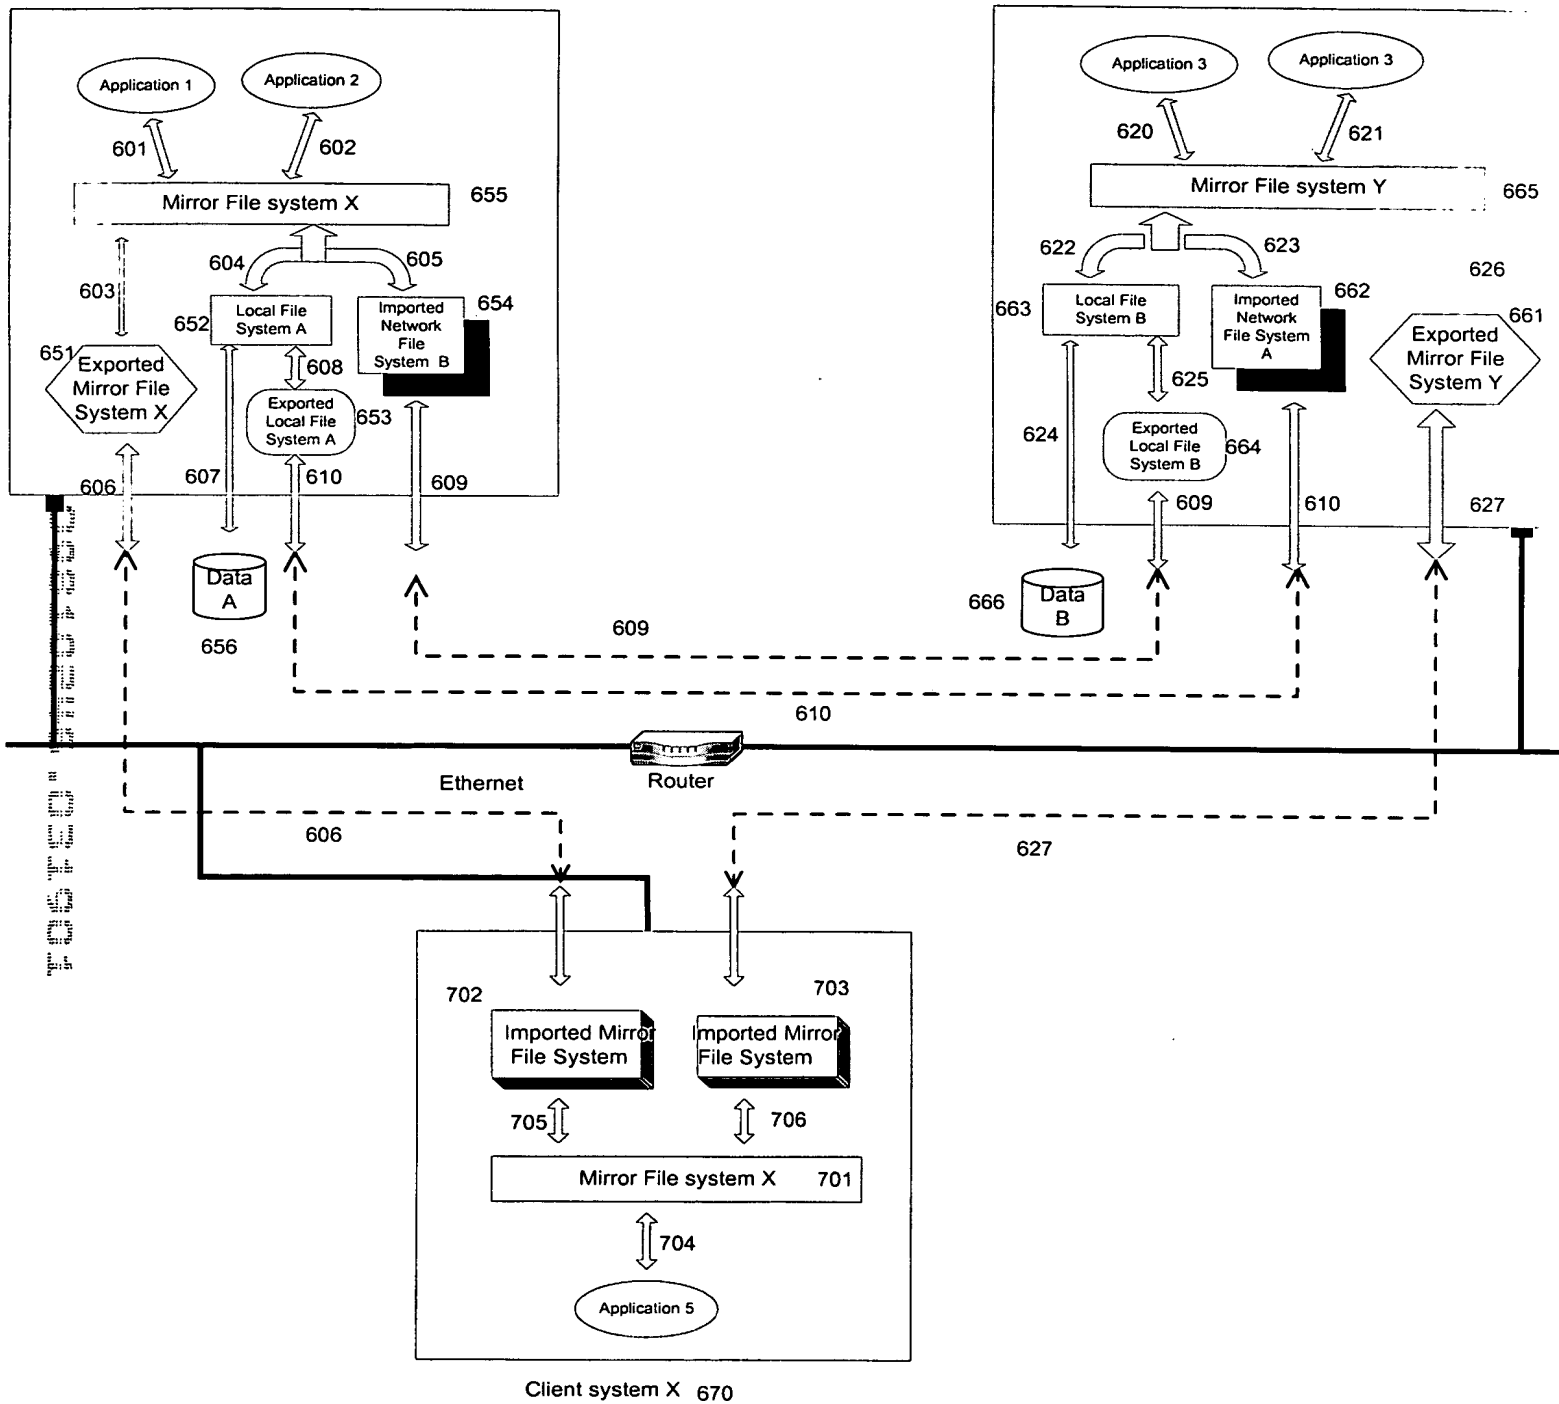 Application 1
Application 2
601
602
Mirror File system X
655
604
605
603
652
Local File
System A
Imported
Network
File
System B
654
651
Exported
Mirror File
System X
608
Exported
Local File
System A
653
606
607
610
609
Data
A
656
Application 3
Application 3
620
621
Mirror File system Y
665
622
623
626
663
Local File
System B
Imported
Network
File System
A
662
661
Exported
Mirror File
System Y
625
624
Exported
Local File
System B
664
609
610
627
666
Data
B
609
610
Ethernet
Router
606
627
702
703
Imported Mirror
File System
Imported Mirror
File System
705
706
Mirror File system X
701
704
Application 5
Client system X
670